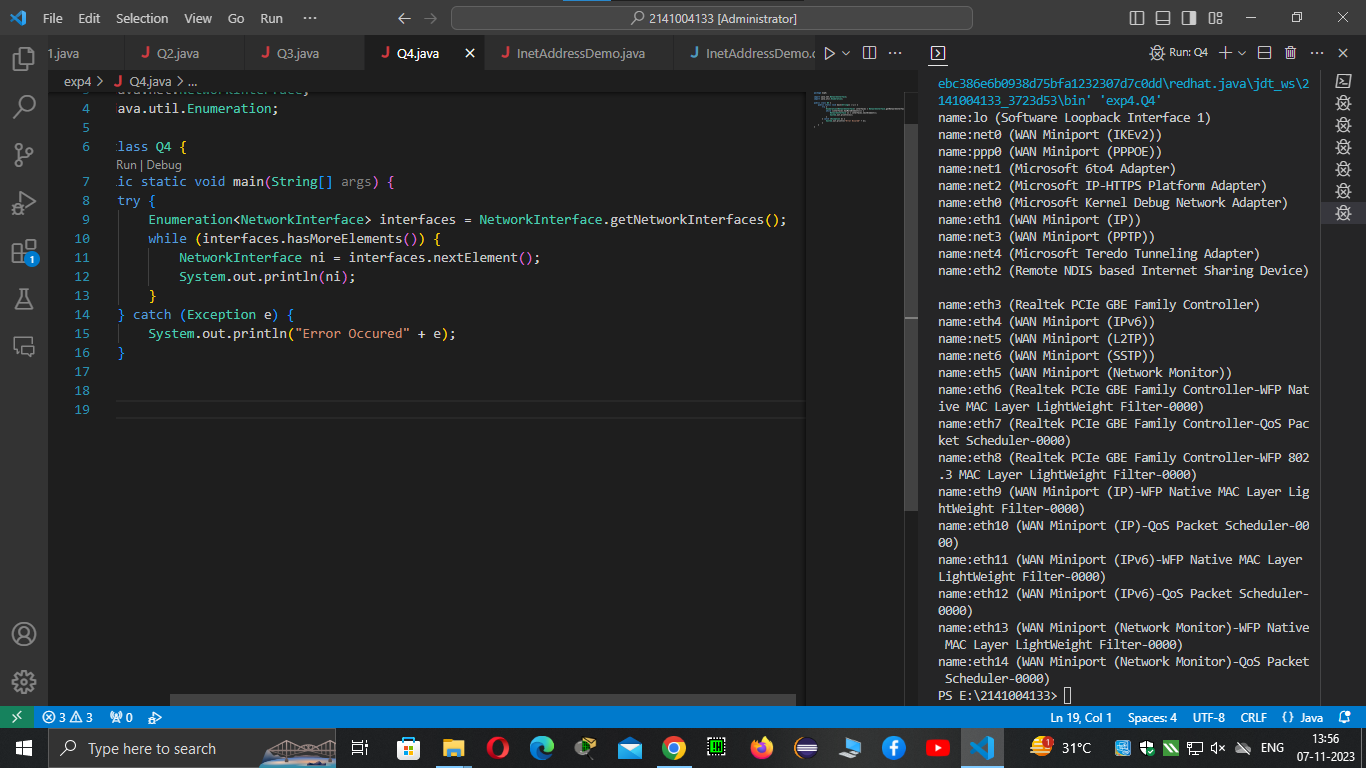 File Edit Selection View Go Run ··· 2141004133 [Administrator]
1.java Q2.java Q3.java Q4.java InetAddressDemo.java InetAddressDemo.c Run: Q4
exp4 > Q4.java > ...
4 ava.util.Enumeration;
5
6 lass Q4 {
Run | Debug
7 ic static void main(String[] args) {
8 try {
9 Enumeration<NetworkInterface> interfaces = NetworkInterface.getNetworkInterfaces();
10 while (interfaces.hasMoreElements()) {
11 NetworkInterface ni = interfaces.nextElement();
12 System.out.println(ni);
13 }
14 } catch (Exception e) {
15 System.out.println("Error Occured" + e);
16 }
17
18
19
ebc386e6b0938d75bfa1232307d7c0dd\redhat.java\jdt_ws\2
141004133_3723d53\bin' 'exp4.Q4'
name:lo (Software Loopback Interface 1)
name:net0 (WAN Miniport (IKEv2))
name:ppp0 (WAN Miniport (PPPOE))
name:net1 (Microsoft 6to4 Adapter)
name:net2 (Microsoft IP-HTTPS Platform Adapter)
name:eth0 (Microsoft Kernel Debug Network Adapter)
name:eth1 (WAN Miniport (IP))
name:net3 (WAN Miniport (PPTP))
name:net4 (Microsoft Teredo Tunneling Adapter)
name:eth2 (Remote NDIS based Internet Sharing Device)
name:eth3 (Realtek PCIe GBE Family Controller)
name:eth4 (WAN Miniport (IPv6))
name:net5 (WAN Miniport (L2TP))
name:net6 (WAN Miniport (SSTP))
name:eth5 (WAN Miniport (Network Monitor))
name:eth6 (Realtek PCIe GBE Family Controller-WFP Nat
ive MAC Layer LightWeight Filter-0000)
name:eth7 (Realtek PCIe GBE Family Controller-QoS Pac
ket Scheduler-0000)
name:eth8 (Realtek PCIe GBE Family Controller-WFP 802
.3 MAC Layer LightWeight Filter-0000)
name:eth9 (WAN Miniport (IP)-WFP Native MAC Layer Lig
htWeight Filter-0000)
name:eth10 (WAN Miniport (IP)-QoS Packet Scheduler-00
00)
name:eth11 (WAN Miniport (IPv6)-WFP Native MAC Layer
LightWeight Filter-0000)
name:eth12 (WAN Miniport (IPv6)-QoS Packet Scheduler-
0000)
name:eth13 (WAN Miniport (Network Monitor)-WFP Native
MAC Layer LightWeight Filter-0000)
name:eth14 (WAN Miniport (Network Monitor)-QoS Packet
Scheduler-0000)
PS E:\2141004133>
3 3 0 Ln 19, Col 1 Spaces: 4 UTF-8 CRLF {} Java
Type here to search 1 31°C ENG 13:56
07-11-2023